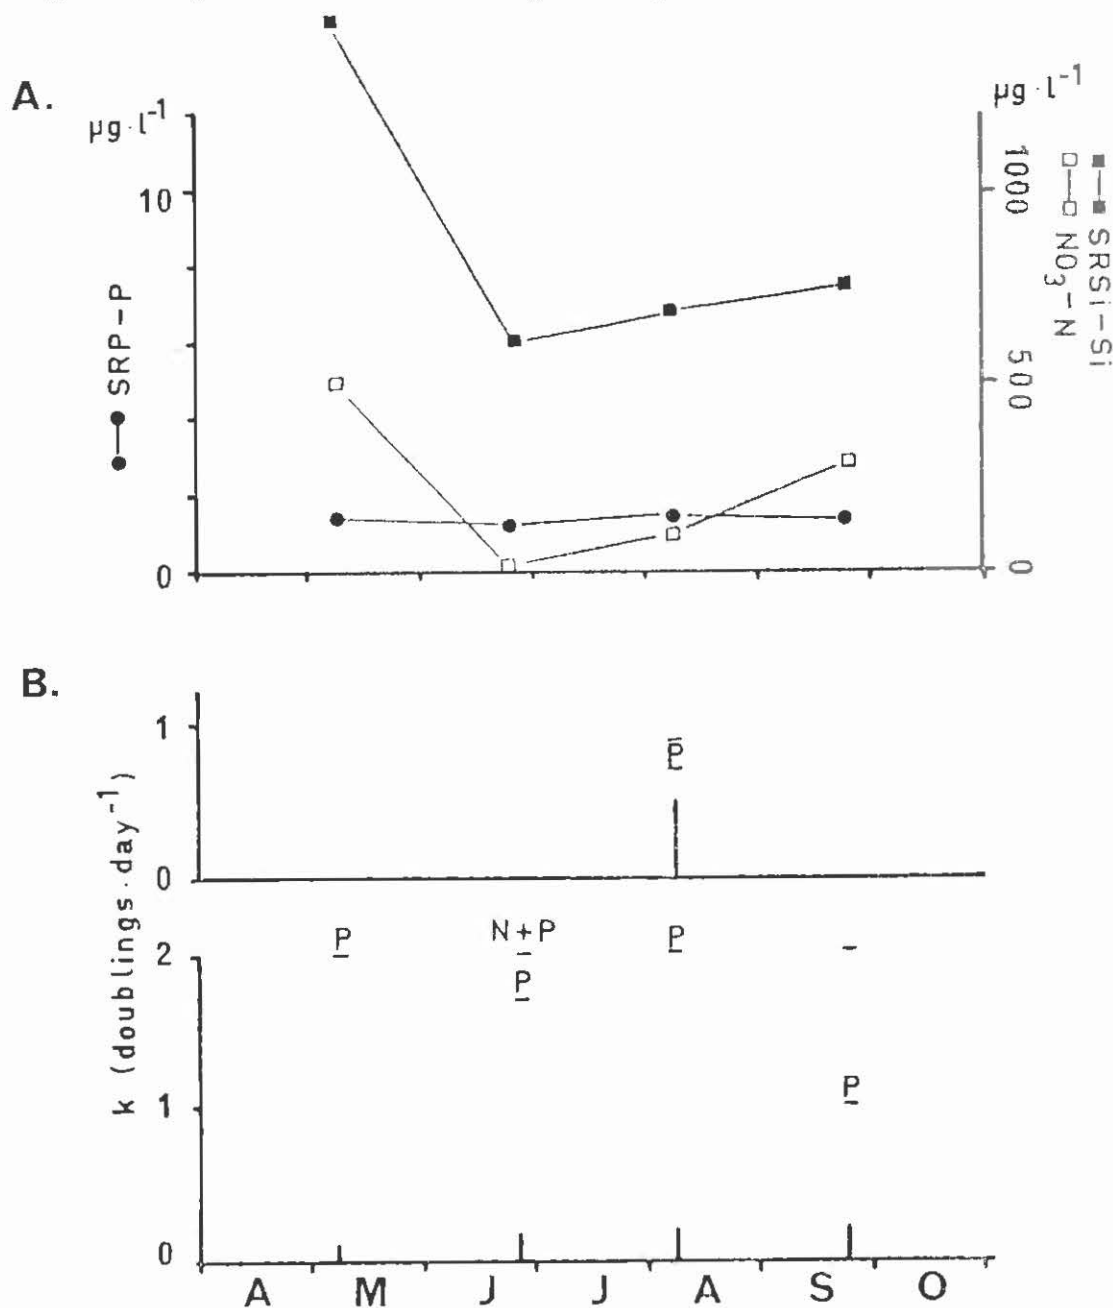 A.
µg·l⁻¹
10
0
●—● SRP-P
µg·l⁻¹
1000
500
0
■—■ SRSi-Si
□—□ NO₃-N
B.
k (doublings·day⁻¹)
1
0
P
P
N+P
P
P
P
2
1
0
A M J J A S O